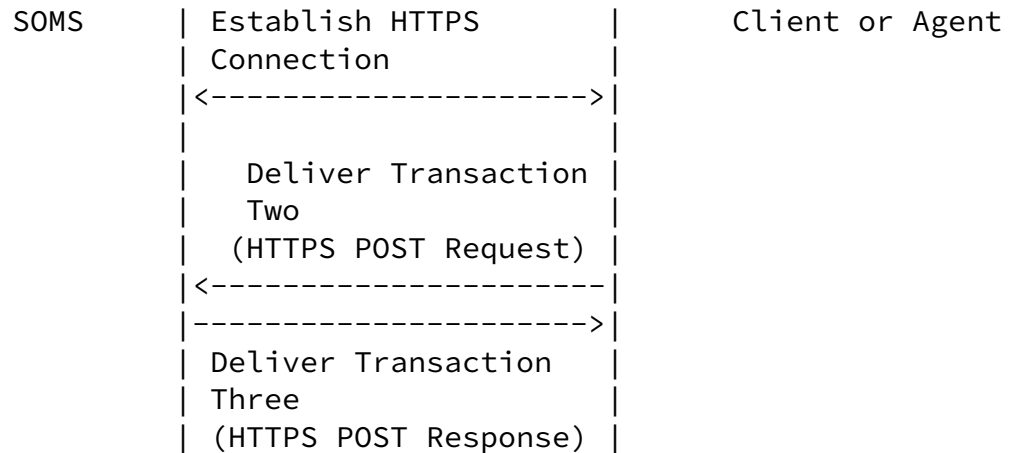 SOMS | Establish HTTPS | Client or Agent
| Connection |
|<---------------------->|
| |
| Deliver Transaction |
| Two |
| (HTTPS POST Request) |
|<-----------------------|
|----------------------->|
| Deliver Transaction |
| Three |
| (HTTPS POST Response) |